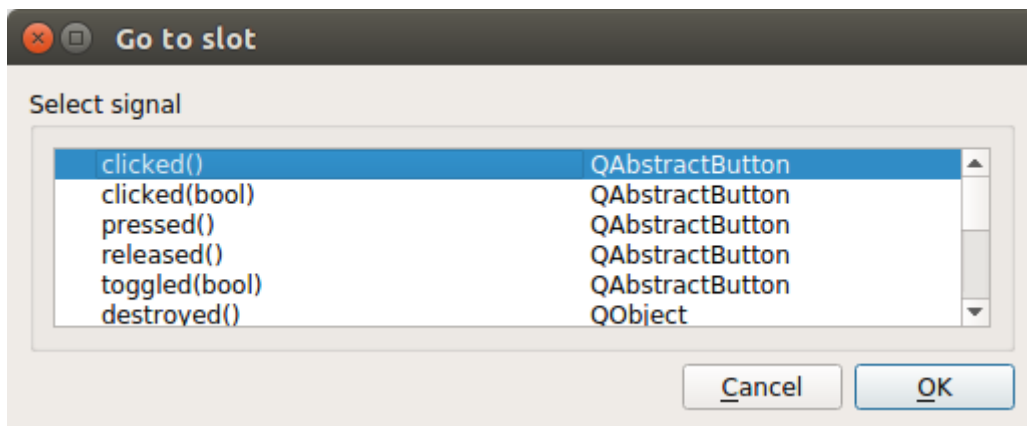 Go to slot
Select signal
clicked() QAbstractButton
clicked(bool) QAbstractButton
pressed() QAbstractButton
released() QAbstractButton
toggled(bool) QAbstractButton
destroyed() QObject
Cancel OK